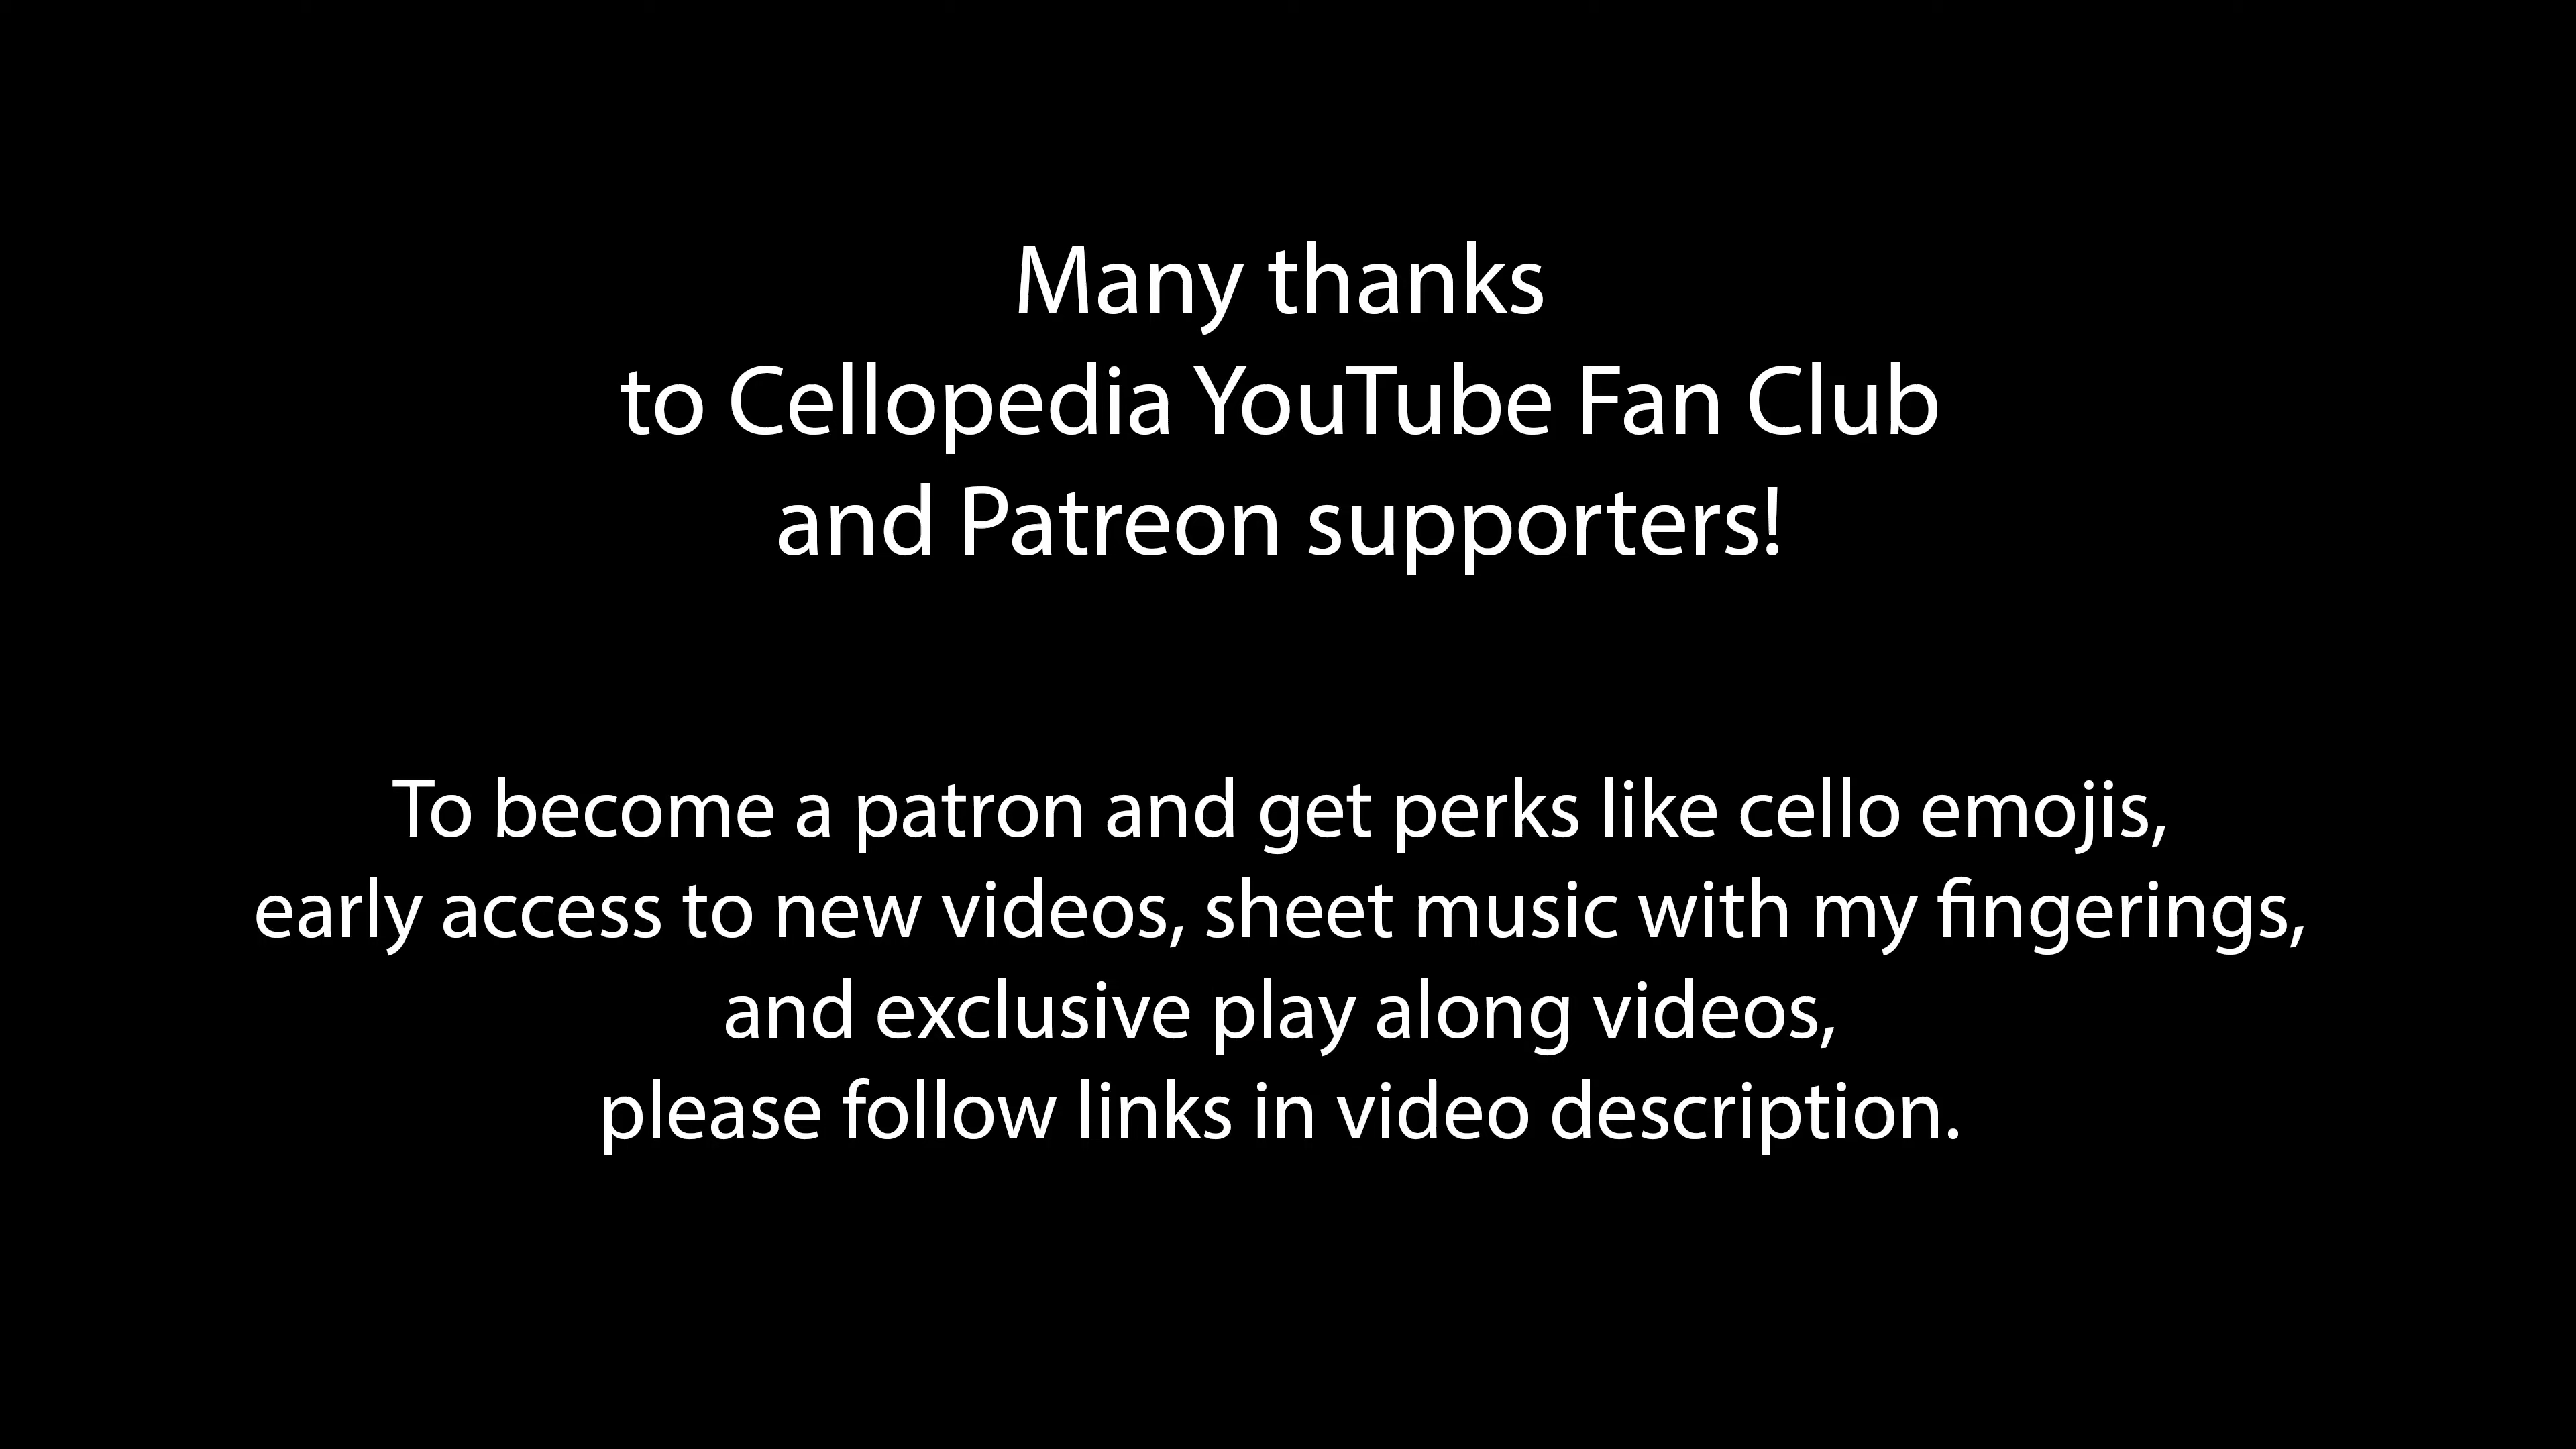 Many thanks
to Cellopedia YouTube Fan Club
and Patreon supporters!
To become a patron and get perks like cello emojis,
early access to new videos, sheet music with my fingerings,
and exclusive play along videos,
please follow links in video description.